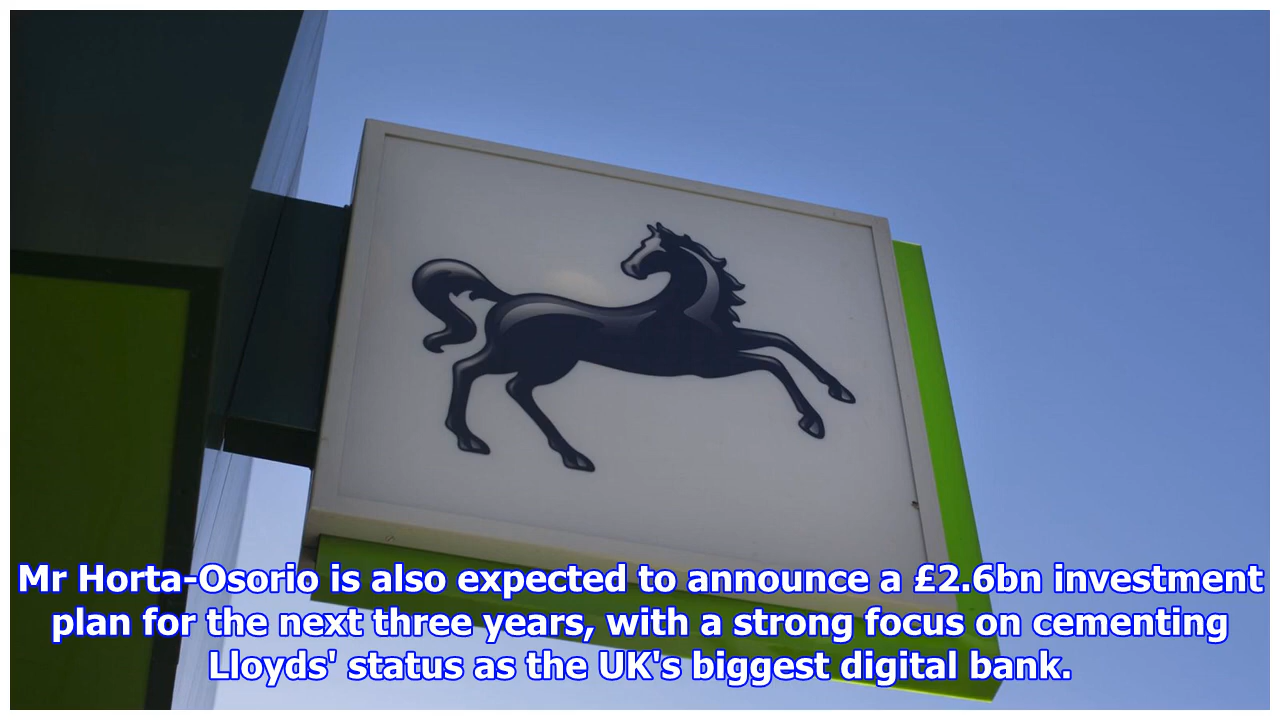 Mr Horta-Osorio is also expected to announce a £2.6bn investment
plan for the next three years, with a strong focus on cementing
Lloyds' status as the UK's biggest digital bank.